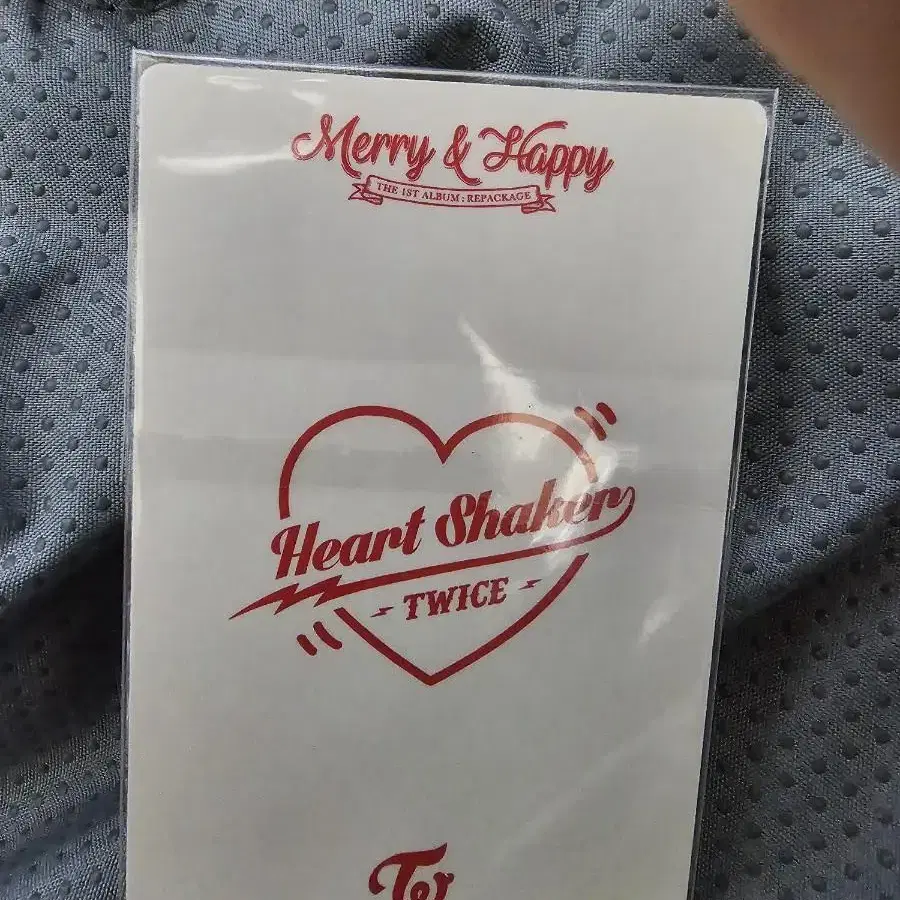 Merry & Happy
THE 1ST ALBUM : REPACKAGE
Heart Shaker
TWICE